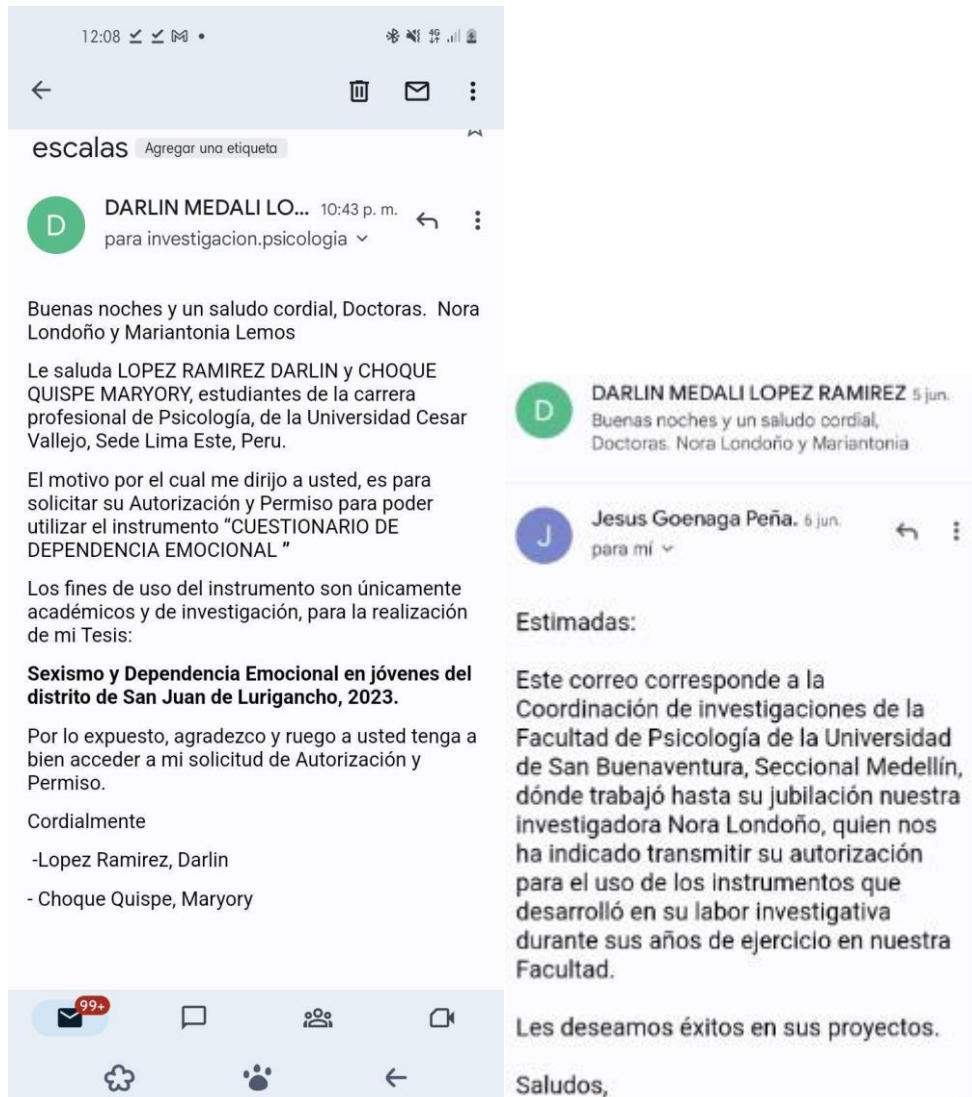 12:08
4G
escalas Agregar una etiqueta
D
DARLIN MEDALI LO... 10:43 p. m.
para investigacion.psicologia
Buenas noches y un saludo cordial, Doctoras. Nora
Londoño y Mariantonia Lemos
Le saluda LOPEZ RAMIREZ DARLIN y CHOQUE
QUISPE MARYORY, estudiantes de la carrera
profesional de Psicología, de la Universidad Cesar
Vallejo, Sede Lima Este, Peru.
El motivo por el cual me dirijo a usted, es para
solicitar su Autorización y Permiso para poder
utilizar el instrumento “CUESTIONARIO DE
DEPENDENCIA EMOCIONAL ”
Los fines de uso del instrumento son únicamente
académicos y de investigación, para la realización
de mi Tesis:
Sexismo y Dependencia Emocional en jóvenes del
distrito de San Juan de Lurigancho, 2023.
Por lo expuesto, agradezco y ruego a usted tenga a
bien acceder a mi solicitud de Autorización y
Permiso.
Cordialmente
-Lopez Ramirez, Darlin
- Choque Quispe, Maryory
99+
D
DARLIN MEDALI LOPEZ RAMIREZ 5 jun.
Buenas noches y un saludo cordial,
Doctoras. Nora Londoño y Mariantonia
J
Jesus Goenaga Peña. 6 jun.
para mí
Estimadas:
Este correo corresponde a la
Coordinación de investigaciones de la
Facultad de Psicología de la Universidad
de San Buenaventura, Seccional Medellín,
dónde trabajó hasta su jubilación nuestra
investigadora Nora Londoño, quien nos
ha indicado transmitir su autorización
para el uso de los instrumentos que
desarrolló en su labor investigativa
durante sus años de ejercicio en nuestra
Facultad.
Les deseamos éxitos en sus proyectos.
Saludos,